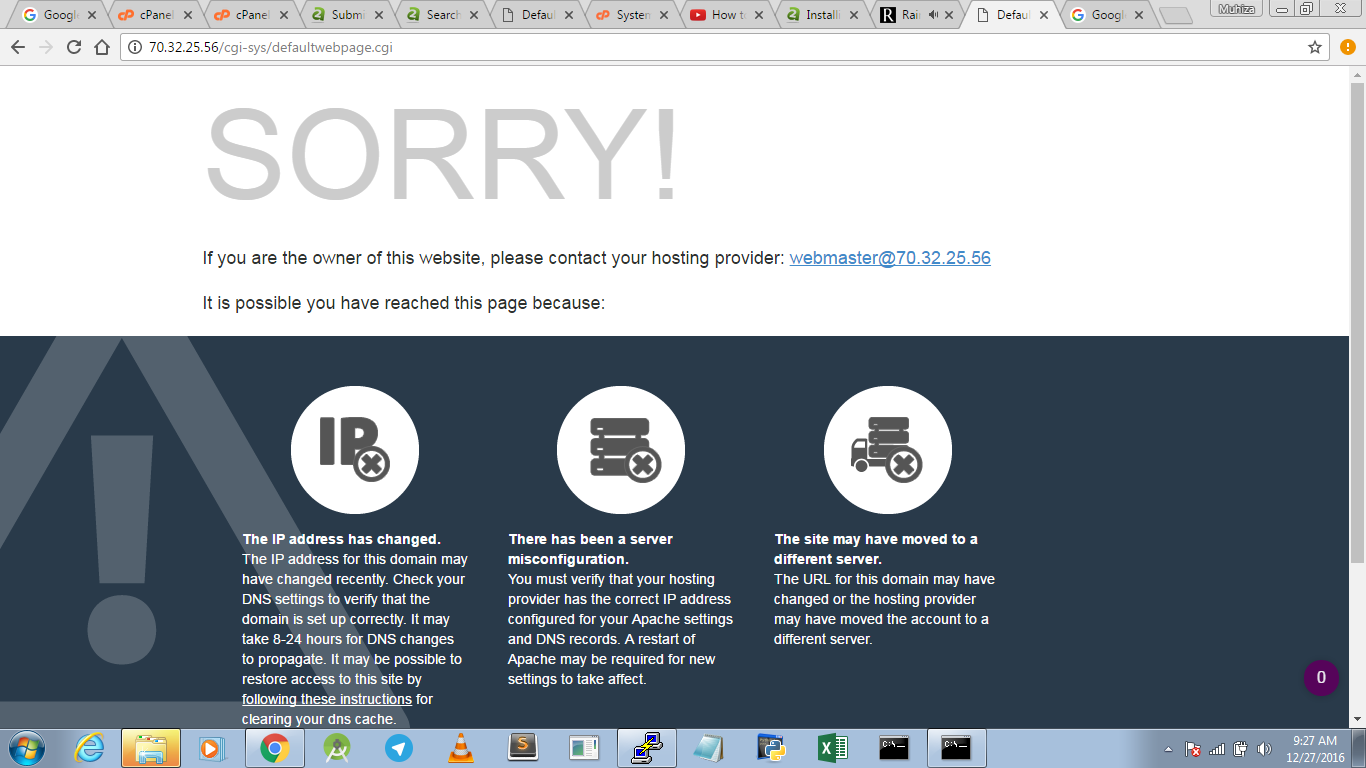 Google
cPanel
cPanel
Submi
Search
Defaul
System
How to
Installi
Rain
Defaul
Google
Muhiza
70.32.25.56/cgi-sys/defaultwebpage.cgi
SORRY!
If you are the owner of this website, please contact your hosting provider: webmaster@70.32.25.56
It is possible you have reached this page because:
IP
The IP address has changed.
The IP address for this domain may
have changed recently. Check your
DNS settings to verify that the
domain is set up correctly. It may
take 8-24 hours for DNS changes
to propagate. It may be possible to
restore access to this site by
following these instructions for
clearing your dns cache.
There has been a server
misconfiguration.
You must verify that your hosting
provider has the correct IP address
configured for your Apache settings
and DNS records. A restart of
Apache may be required for new
settings to take affect.
The site may have moved to a
different server.
The URL for this domain may have
changed or the hosting provider
may have moved the account to a
different server.
0
9:27 AM
12/27/2016